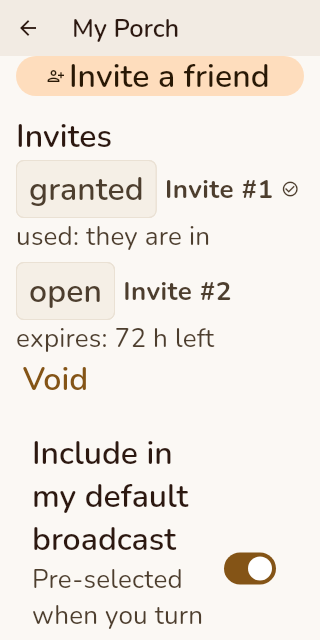 My Porch
Invite a friend
Invites
granted Invite #1
used: they are in
open Invite #2
expires: 72 h left
Void
Include in
my default
broadcast
Pre-selected
when you turn